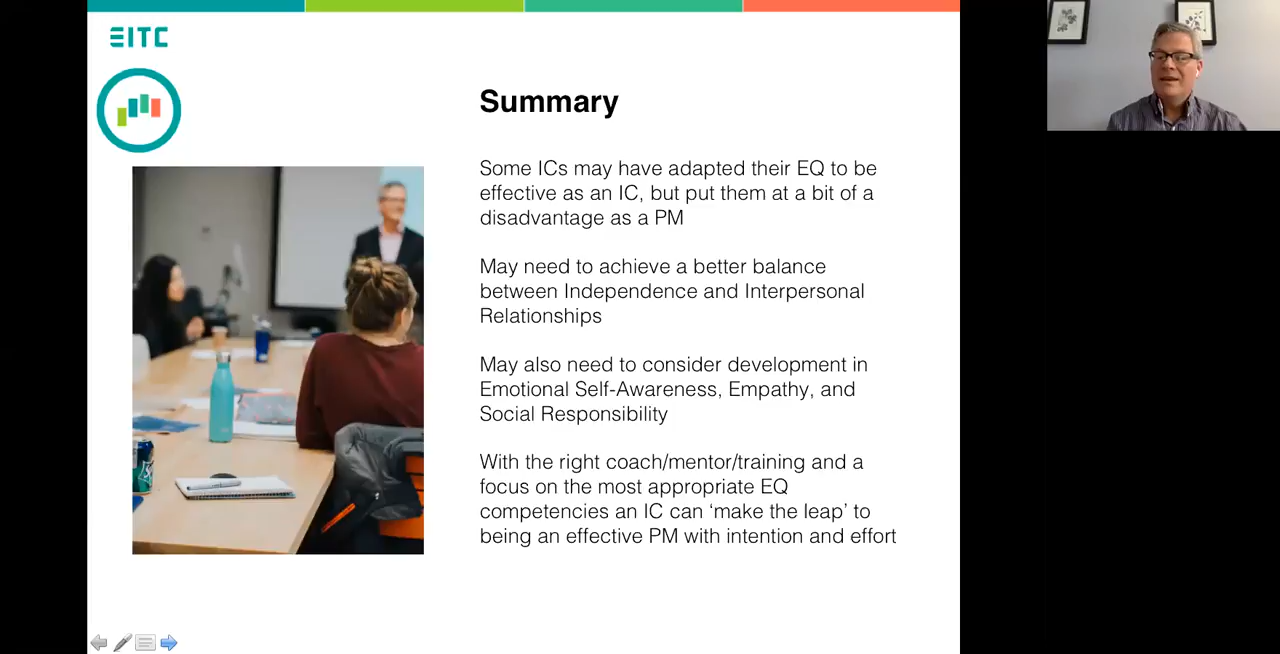 EITC
Summary
Some ICs may have adapted their EQ to be
effective as an IC, but put them at a bit of a
disadvantage as a PM
May need to achieve a better balance
between Independence and Interpersonal
Relationships
May also need to consider development in
Emotional Self-Awareness, Empathy, and
Social Responsibility
With the right coach/mentor/training and a
focus on the most appropriate EQ
competencies an IC can ‘make the leap’ to
being an effective PM with intention and effort